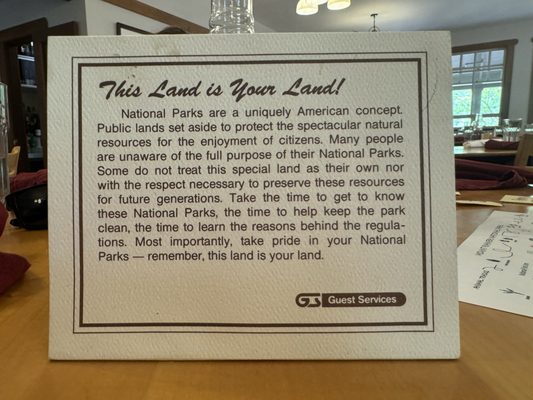 This Land is Your Land!
National Parks are a uniquely American concept.
Public lands set aside to protect the spectacular natural
resources for the enjoyment of citizens. Many people
are unaware of the full purpose of their National Parks.
Some do not treat this special land as their own nor
with the respect necessary to preserve these resources
for future generations. Take the time to get to know
these National Parks, the time to help keep the park
clean, the time to learn the reasons behind the regula-
tions. Most importantly, take pride in your National
Parks — remember, this land is your land.
GS Guest Services